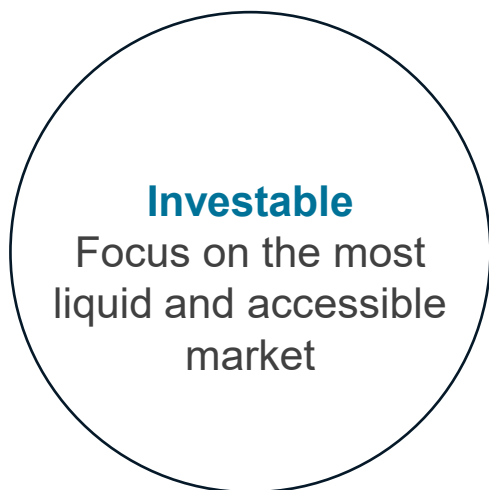 Investable
Focus on the most
liquid and accessible
market